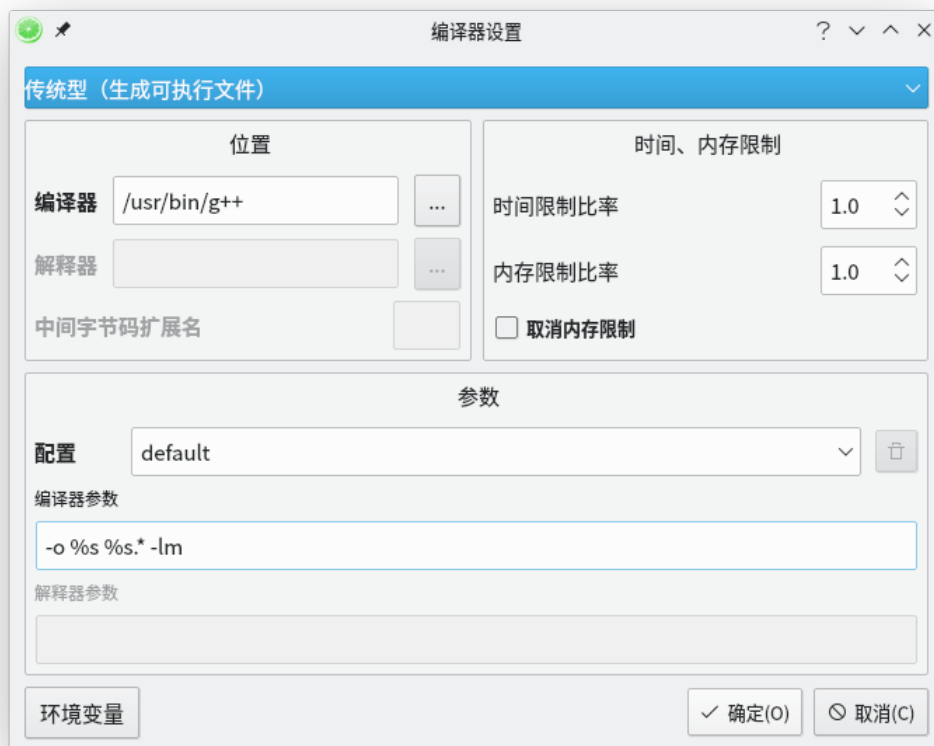 编译器设置
传统型（生成可执行文件）
位置
编译器 /usr/bin/g++ ...
解释器 ...
中间字节码扩展名
时间、内存限制
时间限制比率 1.0
内存限制比率 1.0
取消内存限制
参数
配置 default
编译器参数
-o %s %s.* -lm
解释器参数
环境变量 确定(O) 取消(C)